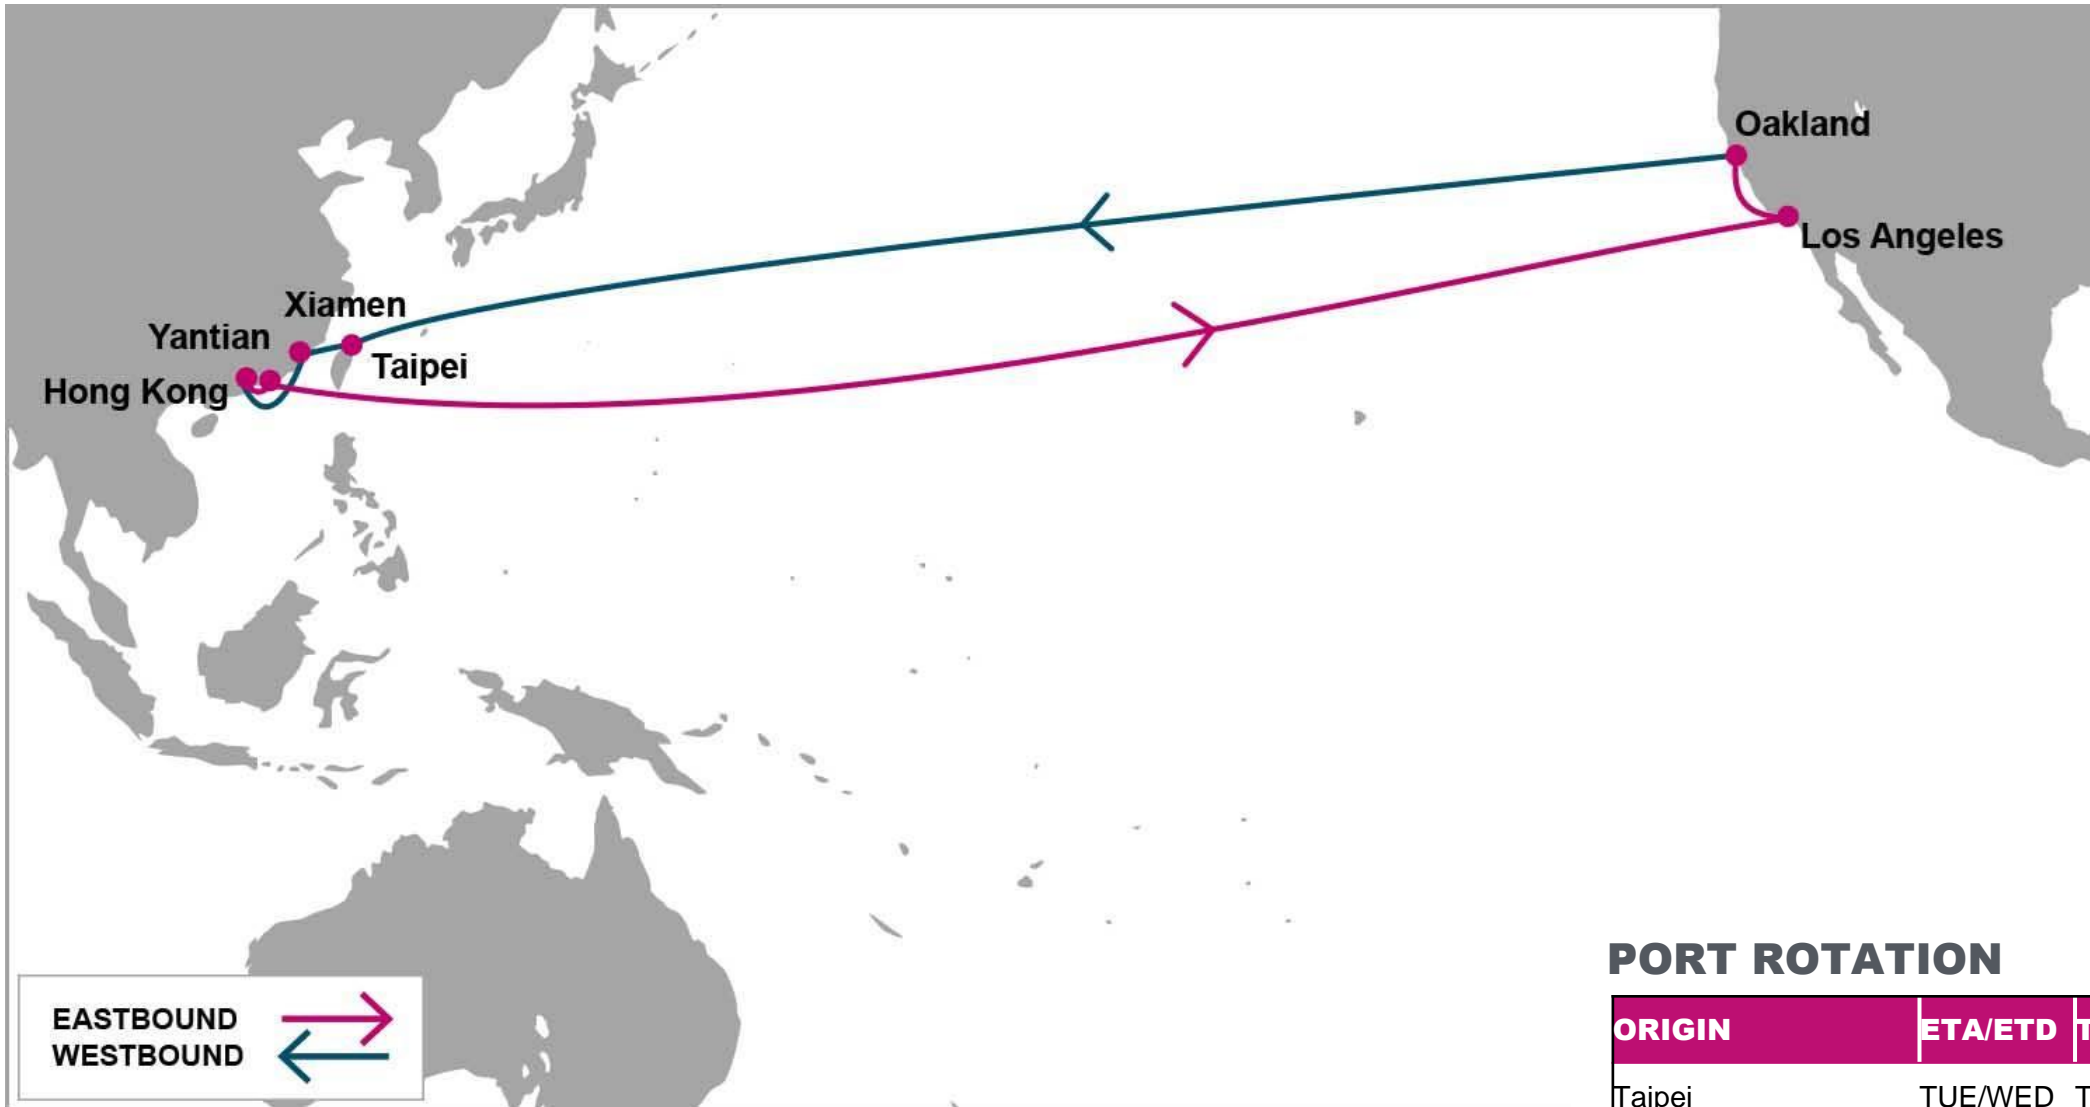 Oakland
Los Angeles
Xiamen
Yantian
Taipei
Hong Kong
EASTBOUND
WESTBOUND
PORT ROTATION
ORIGIN ETA/ETD T
Taipei TUE/WED T